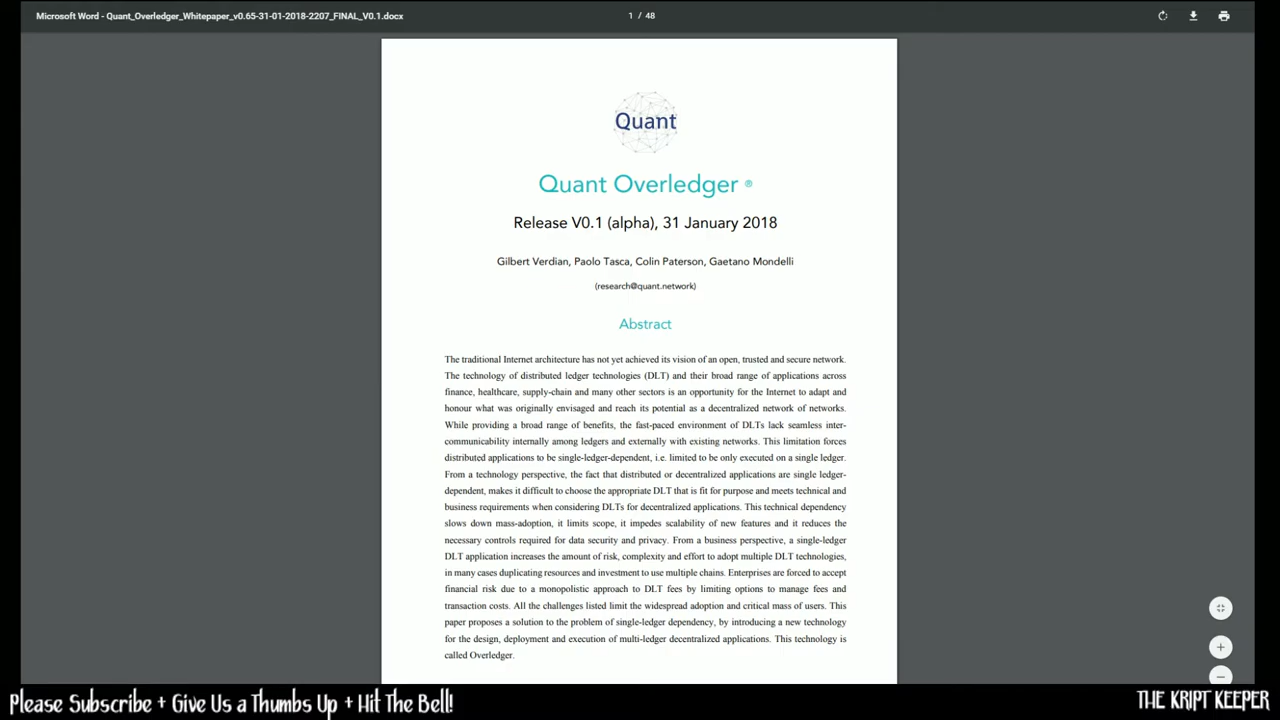 Microsoft Word - Quant_Overledger_Whitepaper_v0.65-31-01-2018-2207_FINAL_V0.1.docx
1 / 48
Quant
Quant Overledger ®
Release V0.1 (alpha), 31 January 2018
Gilbert Verdian, Paolo Tasca, Colin Paterson, Gaetano Mondelli
(research@quant.network)
Abstract
The traditional Internet architecture has not yet achieved its vision of an open, trusted and secure network.
The technology of distributed ledger technologies (DLT) and their broad range of applications across
finance, healthcare, supply-chain and many other sectors is an opportunity for the Internet to adapt and
honour what was originally envisaged and reach its potential as a decentralized network of networks.
While providing a broad range of benefits, the fast-paced environment of DLTs lack seamless inter-
communicability internally among ledgers and externally with existing networks. This limitation forces
distributed applications to be single-ledger-dependent, i.e. limited to be only executed on a single ledger.
From a technology perspective, the fact that distributed or decentralized applications are single ledger-
dependent, makes it difficult to choose the appropriate DLT that is fit for purpose and meets technical and
business requirements when considering DLTs for decentralized applications. This technical dependency
slows down mass-adoption, it limits scope, it impedes scalability of new features and it reduces the
necessary controls required for data security and privacy. From a business perspective, a single-ledger
DLT application increases the amount of risk, complexity and effort to adopt multiple DLT technologies,
in many cases duplicating resources and investment to use multiple chains. Enterprises are forced to accept
financial risk due to a monopolistic approach to DLT fees by limiting options to manage fees and
transaction costs. All the challenges listed limit the widespread adoption and critical mass of users. This
paper proposes a solution to the problem of single-ledger dependency, by introducing a new technology
for the design, deployment and execution of multi-ledger decentralized applications. This technology is
called Overledger.
Please Subscribe + Give Us a Thumbs Up + Hit The Bell!
THE KRIPT KEEPER